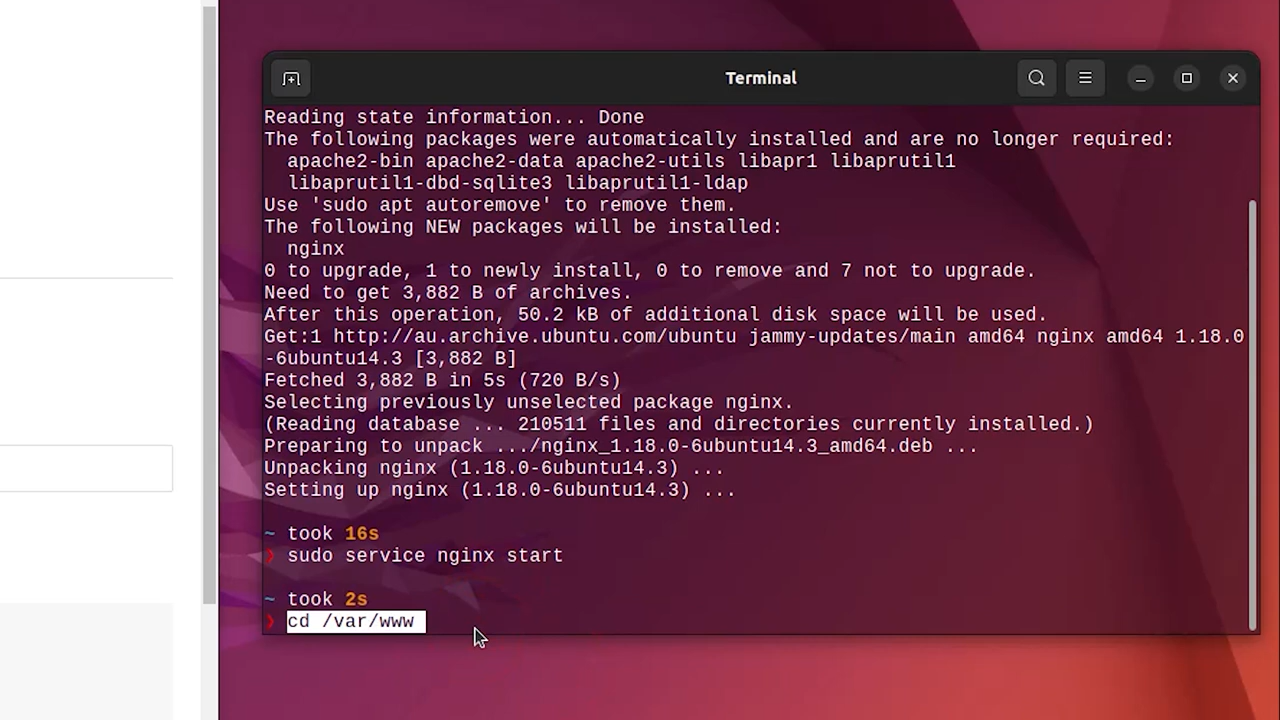 Terminal
Reading state information... Done
The following packages were automatically installed and are no longer required:
apache2-bin apache2-data apache2-utils libapr1 libaprutil1
libaprutil1-dbd-sqlite3 libaprutil1-ldap
Use 'sudo apt autoremove' to remove them.
The following NEW packages will be installed:
nginx
0 to upgrade, 1 to newly install, 0 to remove and 7 not to upgrade.
Need to get 3,882 B of archives.
After this operation, 50.2 kB of additional disk space will be used.
Get:1 http://au.archive.ubuntu.com/ubuntu jammy-updates/main amd64 nginx amd64 1.18.0
-6ubuntu14.3 [3,882 B]
Fetched 3,882 B in 5s (720 B/s)
Selecting previously unselected package nginx.
(Reading database ... 210511 files and directories currently installed.)
Preparing to unpack .../nginx_1.18.0-6ubuntu14.3_amd64.deb ...
Unpacking nginx (1.18.0-6ubuntu14.3) ...
Setting up nginx (1.18.0-6ubuntu14.3) ...
~ took 16s
❯ sudo service nginx start
~ took 2s
❯ cd /var/www